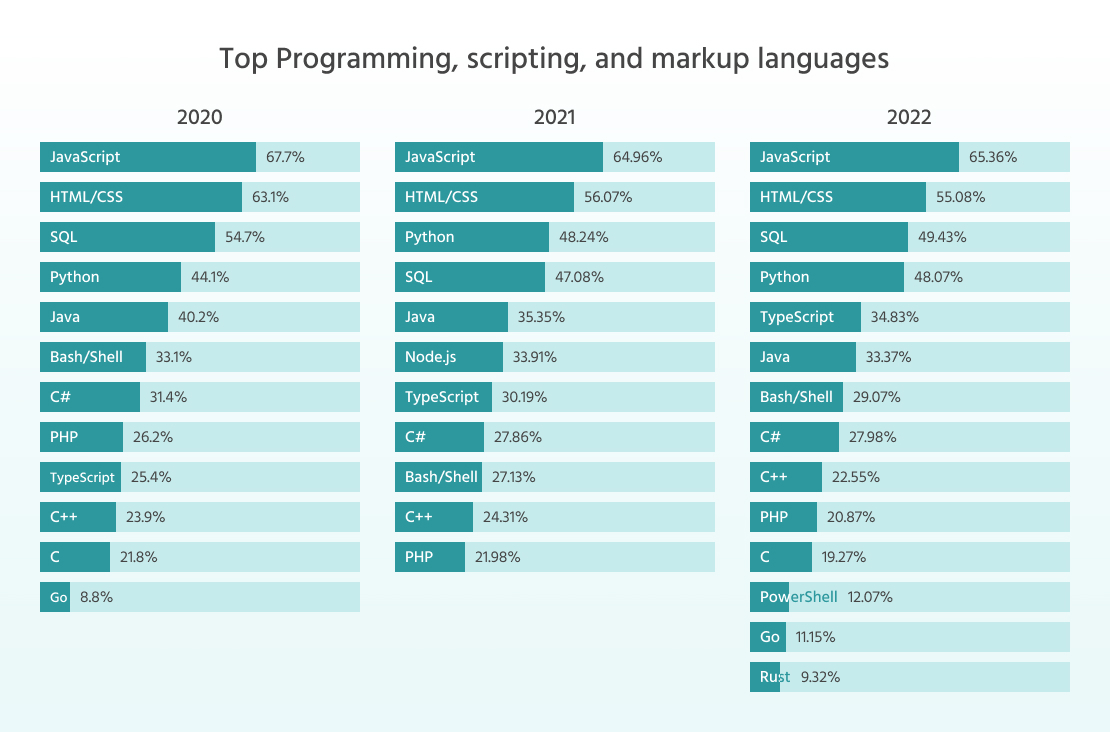 Top Programming, scripting, and markup languages
2020
JavaScript 67.7%
HTML/CSS 63.1%
SQL 54.7%
Python 44.1%
Java 40.2%
Bash/Shell 33.1%
C# 31.4%
PHP 26.2%
TypeScript 25.4%
C++ 23.9%
C 21.8%
Go 8.8%
2021
JavaScript 64.96%
HTML/CSS 56.07%
Python 48.24%
SQL 47.08%
Java 35.35%
Node.js 33.91%
TypeScript 30.19%
C# 27.86%
Bash/Shell 27.13%
C++ 24.31%
PHP 21.98%
2022
JavaScript 65.36%
HTML/CSS 55.08%
SQL 49.43%
Python 48.07%
TypeScript 34.83%
Java 33.37%
Bash/Shell 29.07%
C# 27.98%
C++ 22.55%
PHP 20.87%
C 19.27%
PowerShell 12.07%
Go 11.15%
Rust 9.32%